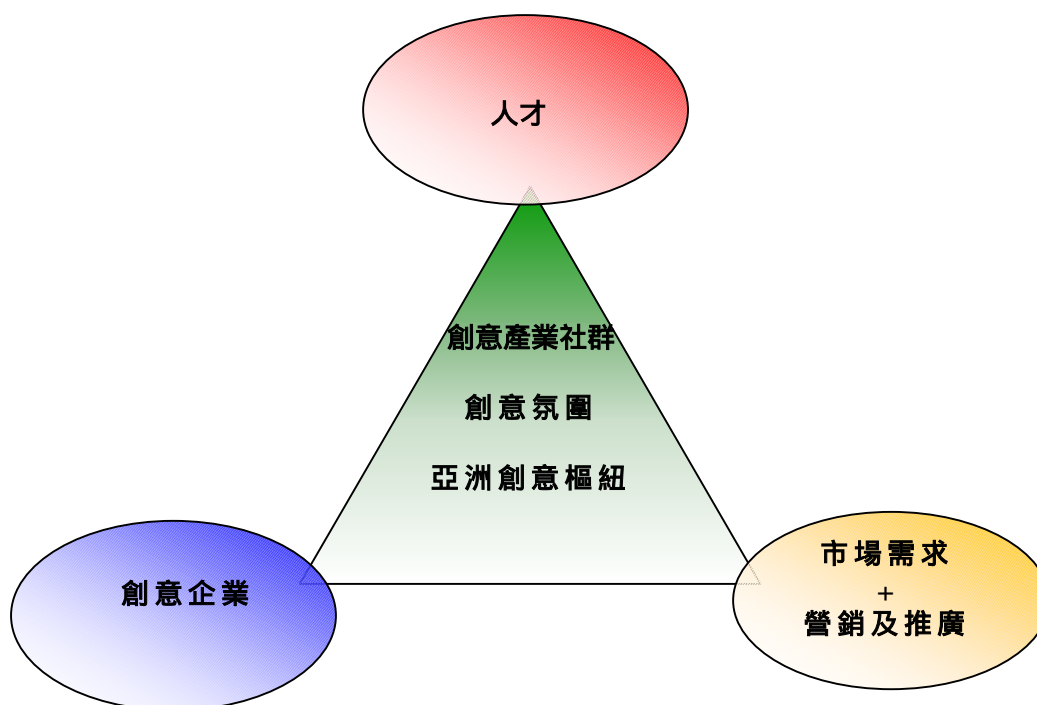 人才
創意產業社群
創意氛圍
亞洲創意樞紐
創意企業
市場需求
+
營銷及推廣